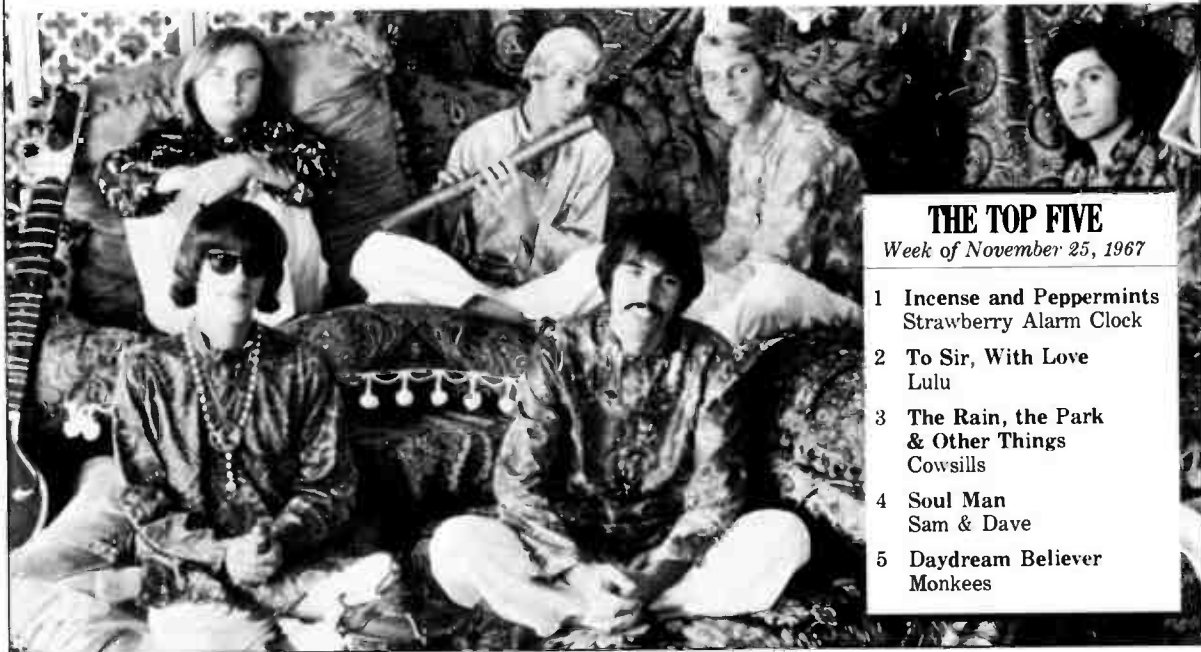 THE TOP FIVE
Week of November 25, 1967
1 Incense and Peppermints
Strawberry Alarm Clock
2 To Sir, With Love
Lulu
3 The Rain, the Park
& Other Things
Cowsills
4 Soul Man
Sam & Dave
5 Daydream Believer
Monkees